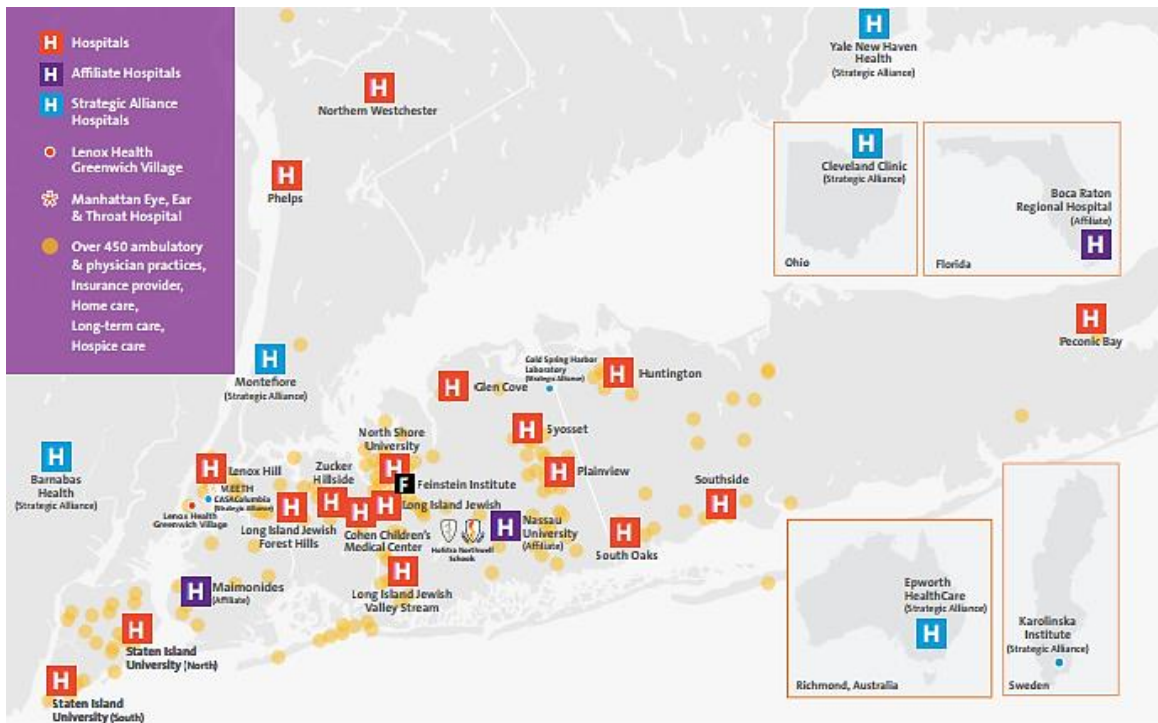 H Hospitals
H Affiliate Hospitals
H Strategic Alliance
Hospitals
Lenox Health
Greenwich Village
Manhattan Eye, Ear
& Throat Hospital
Over 450 ambulatory
& physician practices,
Insurance provider,
Home care,
Long-term care,
Hospice care
H
Northern Westchester
H
Phelps
H
Yale New Haven
Health
(Strategic Alliance)
H
Cleveland Clinic
(Strategic Alliance)
Ohio
Boca Raton
Regional Hospital
(Affiliate)
H
Florida
H
Peconic Bay
H
Montefiore
(Strategic Alliance)
H Glen Cove
Cold Spring Harbor
Laboratory
(Strategic Alliance)
H Huntington
H Syosset
H Plainview
North Shore
University
H
F Feinstein Institute
H
Barnabas
Health
(Strategic Alliance)
H Lenox Hill
MEETH
CASAColumbia
(Strategic Alliance)
Lenox Health
Greenwich Village
H
Long Island Jewish
Forest Hills
Zucker
Hillside
H
H Long Island Jewish
H
Cohen Children's
Medical Center
Hofstra Northwell
Schools
H Nassau
University
(Affiliate)
H
South Oaks
Southside
H
H
Long Island Jewish
Valley Stream
H Maimonides
(Affiliate)
H
Staten Island
University (North)
H
Staten Island
University (South)
Epworth
HealthCare
(Strategic Alliance)
H
Richmond, Australia
Karolinska
Institute
(Strategic Alliance)
Sweden